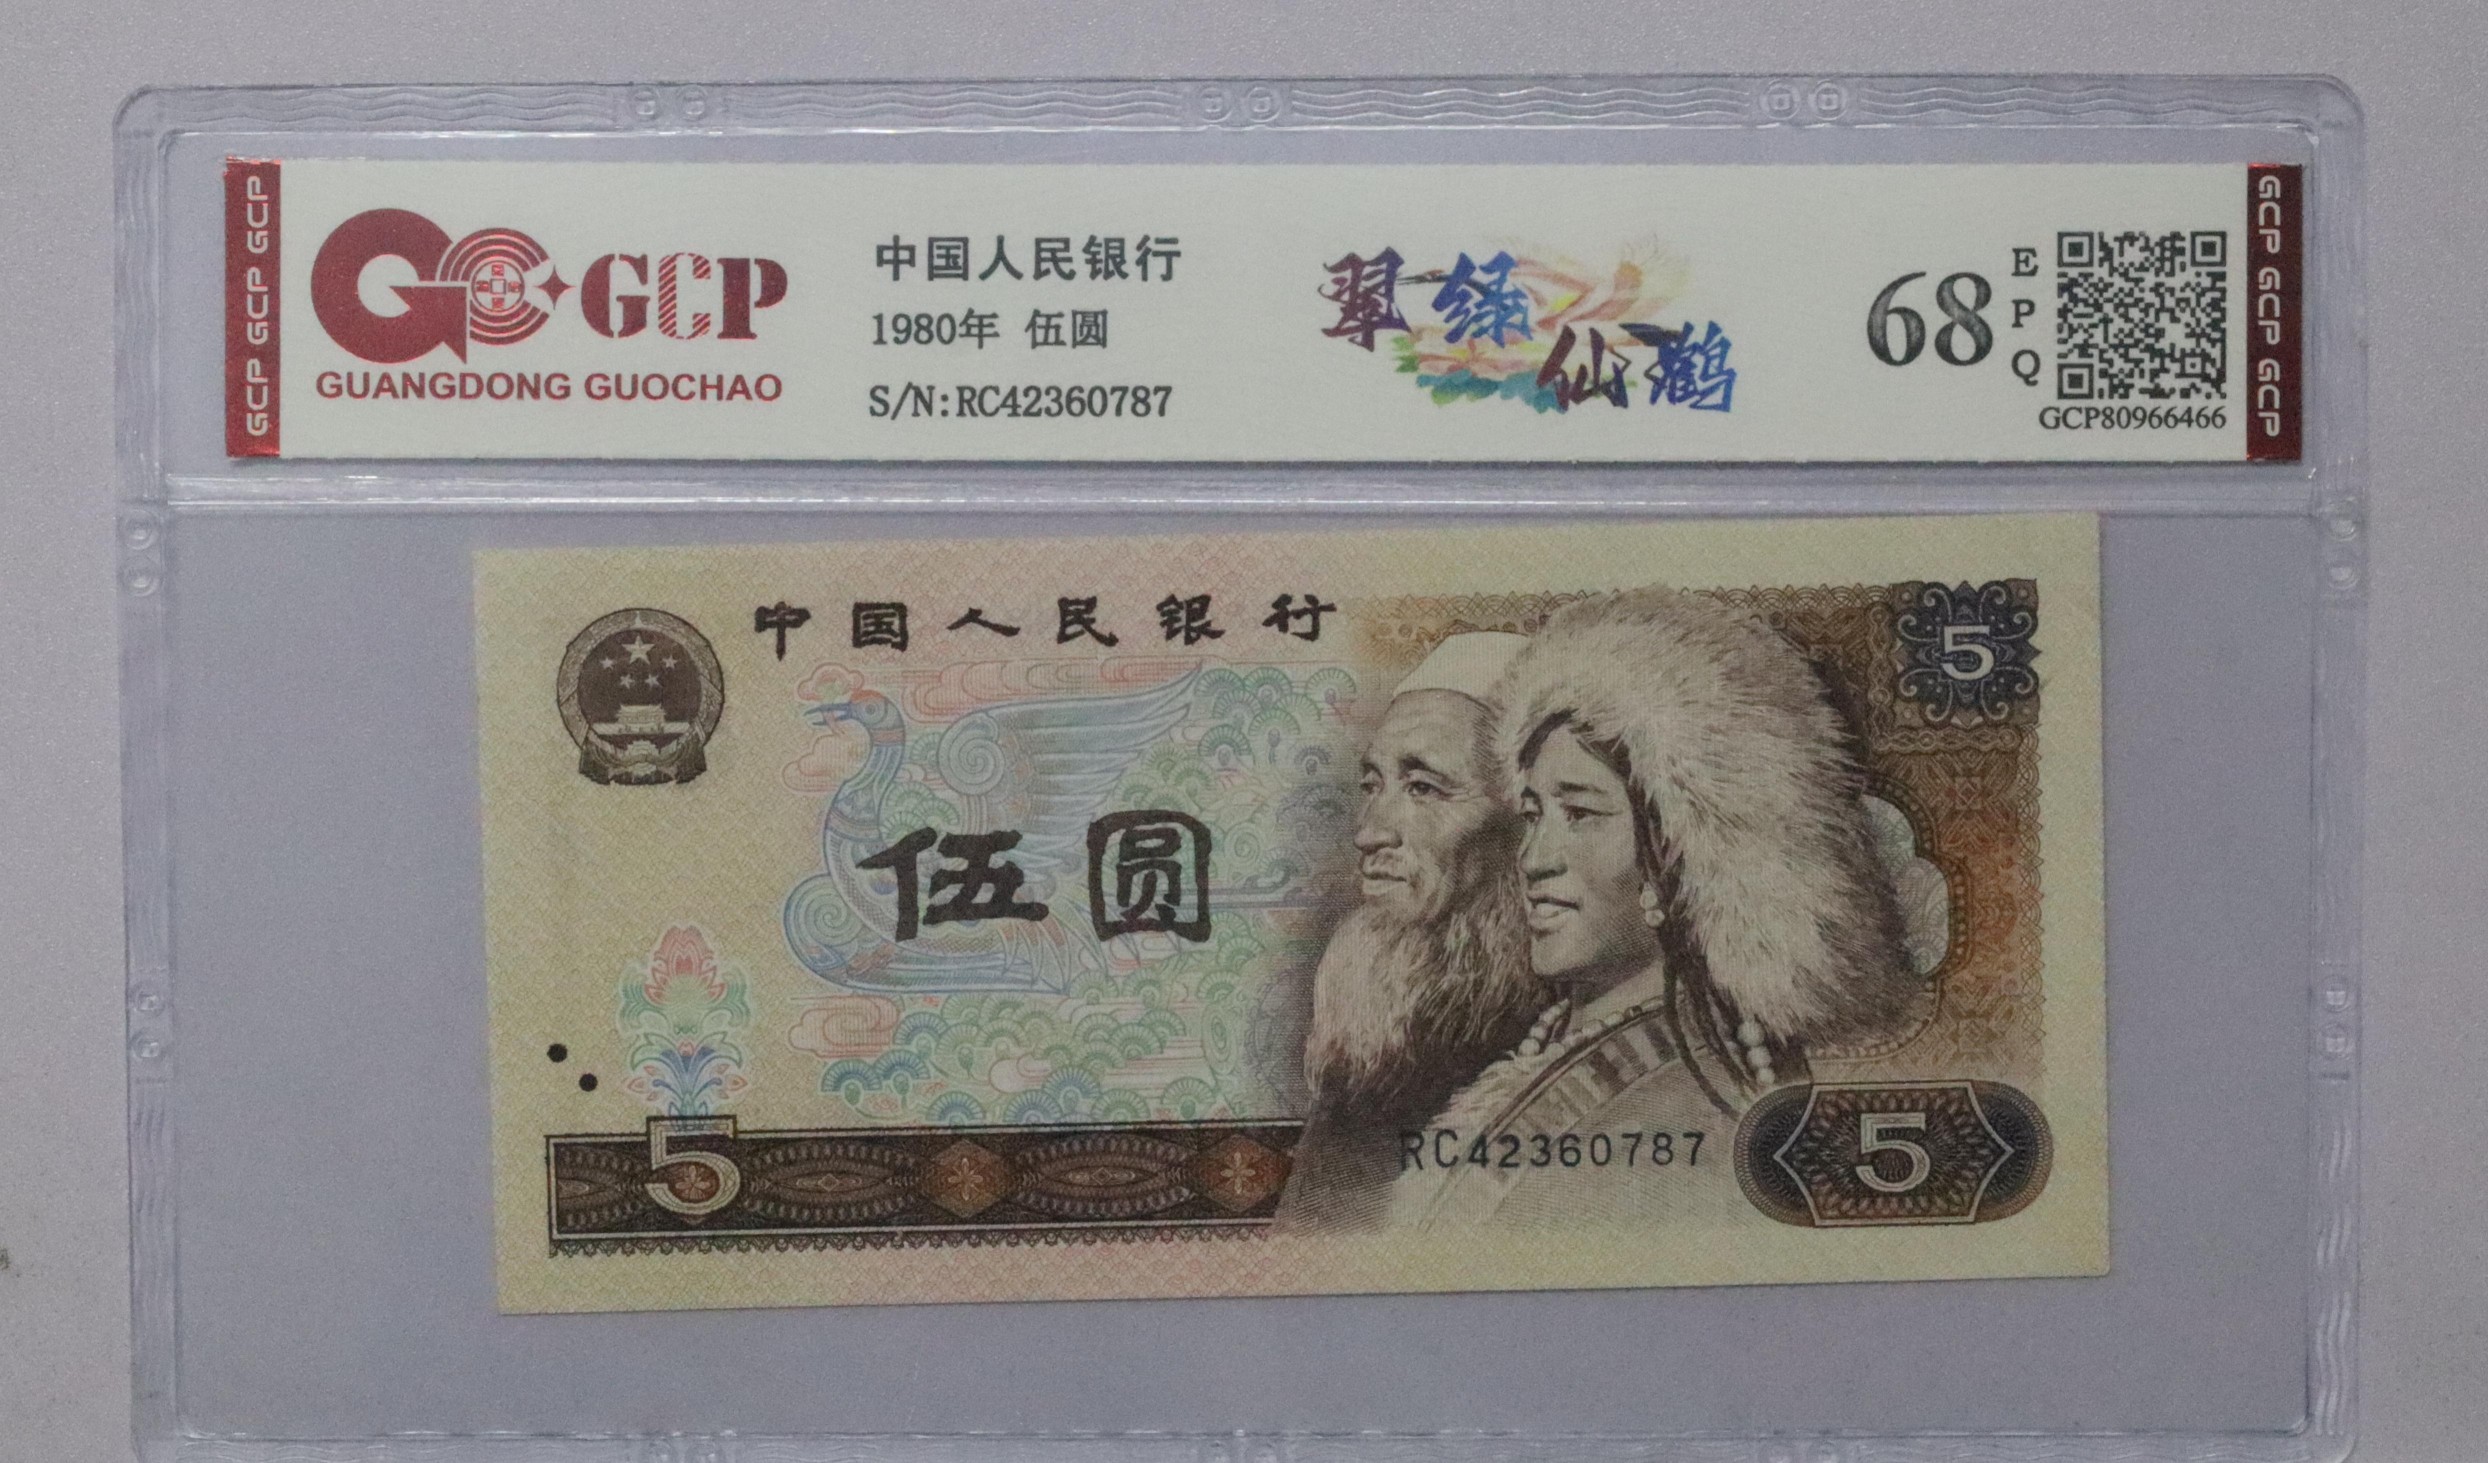 GCP GCP GCP
GCP
GUANGDONG GUOCHAO
中国人民银行
1980年 伍圆
S/N:RC42360787
翠绿
仙鹤
68
E
P
Q
GCP80966466
GCP GCP GCP
中国人民银行
5
伍圆
5
RC42360787
5